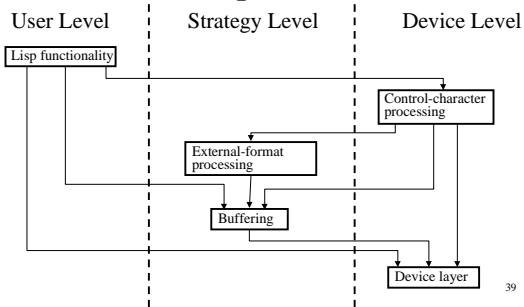 User Level Strategy Level Device Level
Lisp functionality
Control-character
processing
External-format
processing
Buffering
Device layer
39